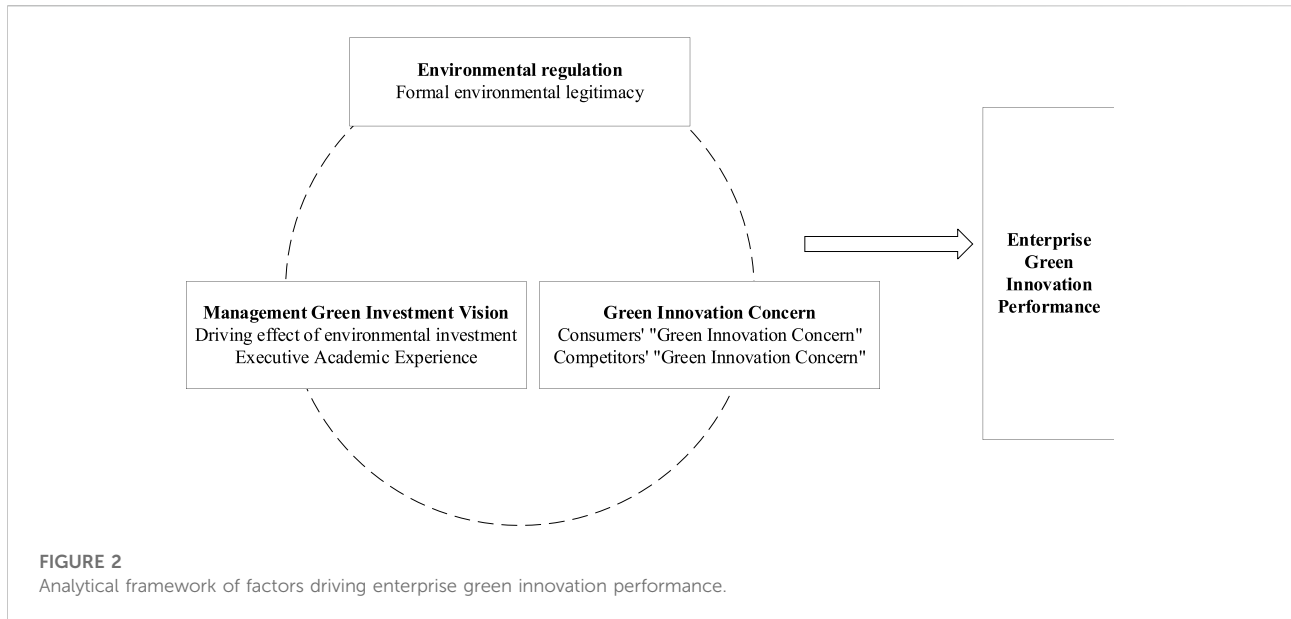 Environmental regulation
Formal environmental legitimacy
Management Green Investment Vision
Driving effect of environmental investment
Executive Academic Experience
Green Innovation Concern
Consumers' "Green Innovation Concern"
Competitors' "Green Innovation Concern"
Enterprise
Green
Innovation
Performance
FIGURE 2
Analytical framework of factors driving enterprise green innovation performance.